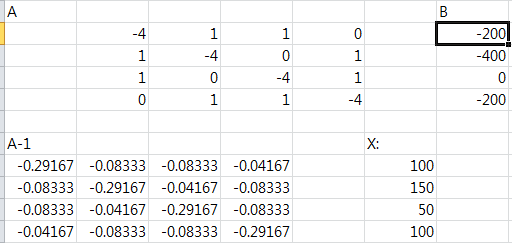 A B
-4 1 1 0 -200
1 -4 0 1 -400
1 0 -4 1 0
0 1 1 -4 -200
A-1 X:
-0.29167 -0.08333 -0.08333 -0.04167 100
-0.08333 -0.29167 -0.04167 -0.08333 150
-0.08333 -0.04167 -0.29167 -0.08333 50
-0.04167 -0.08333 -0.08333 -0.29167 100